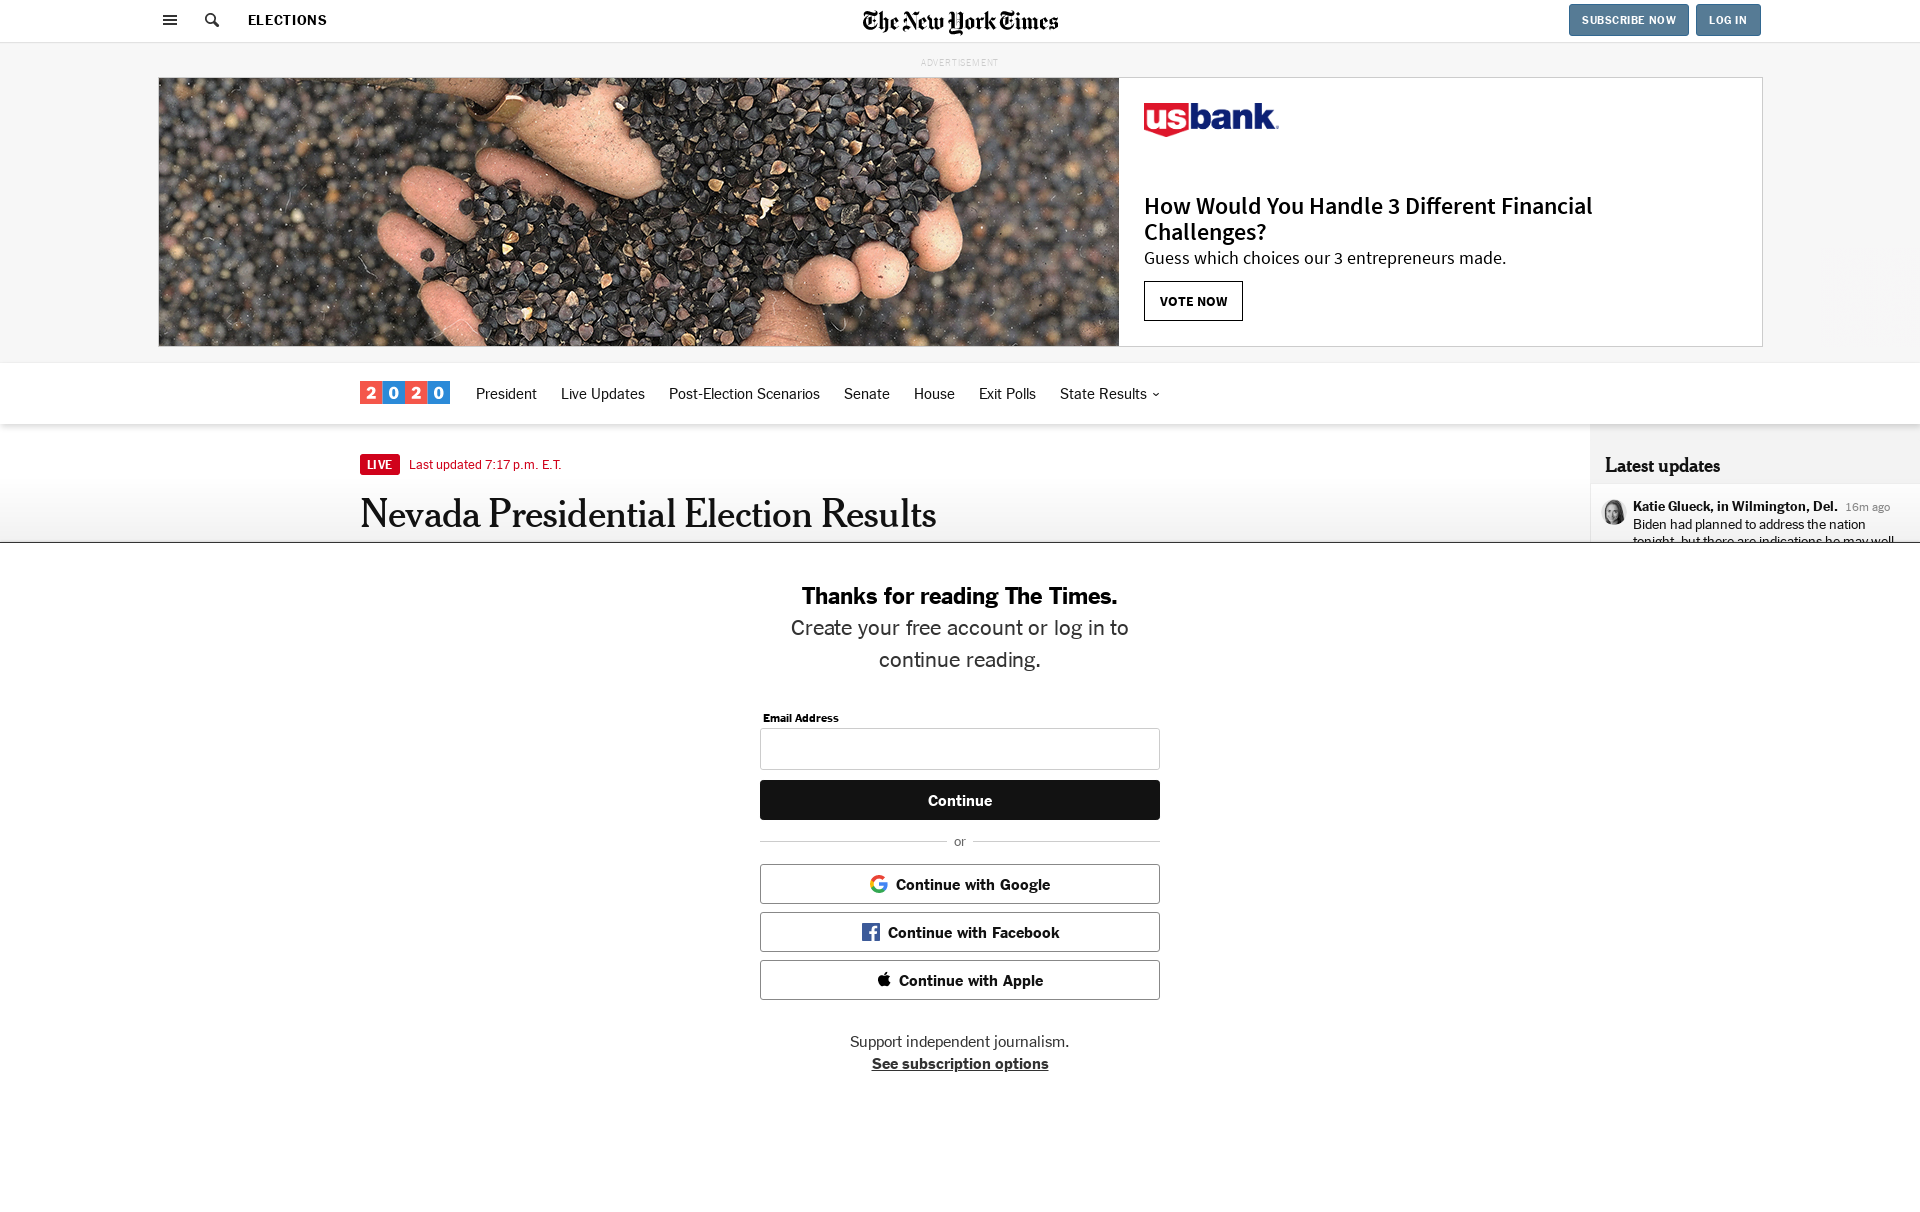 ELECTIONS
The New York Times
SUBSCRIBE NOW
LOG IN
ADVERTISEMENT
usbank
How Would You Handle 3 Different Financial
Challenges?
Guess which choices our 3 entrepreneurs made.
VOTE NOW
2020
President
Live Updates
Post-Election Scenarios
Senate
House
Exit Polls
State Results
LIVE
Last updated 7:17 p.m. E.T.
Nevada Presidential Election Results
Latest updates
Katie Glueck, in Wilmington, Del. 16m ago
Biden had planned to address the nation
tonight, but there are indications he may well
Thanks for reading The Times.
Create your free account or log in to
continue reading.
Email Address
Continue
or
Continue with Google
Continue with Facebook
Continue with Apple
Support independent journalism.
See subscription options